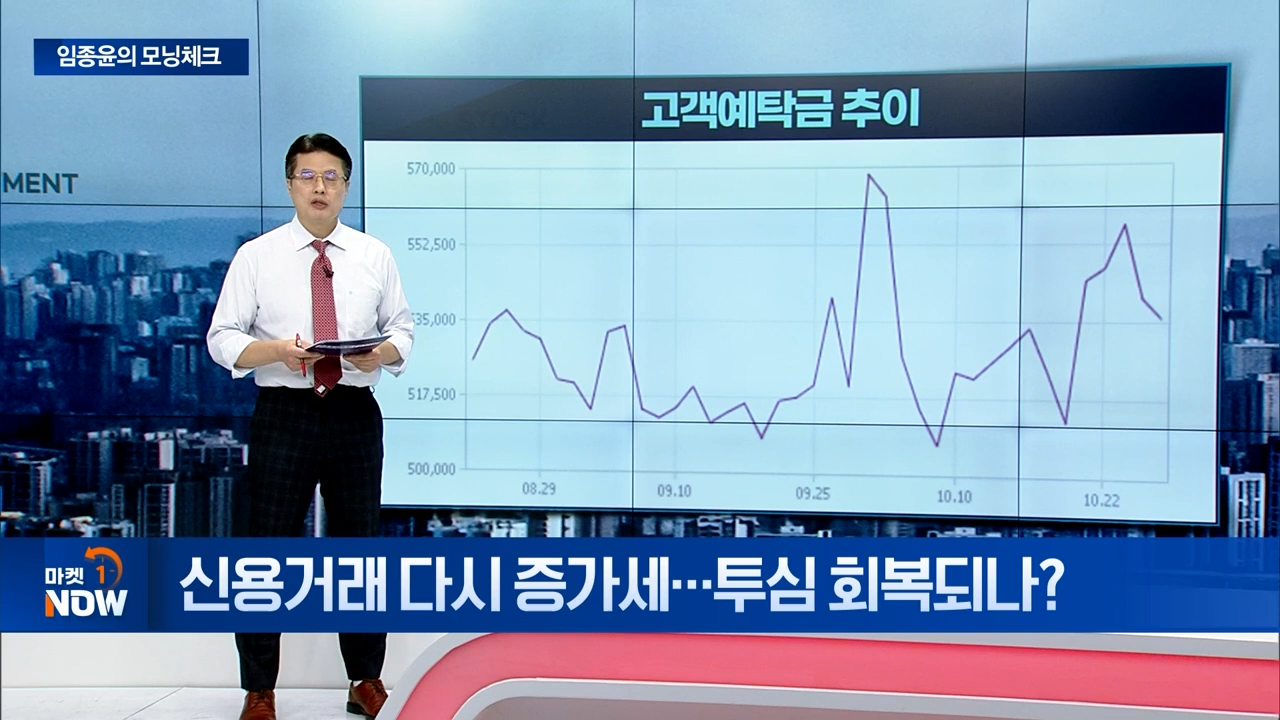 임종윤의 모닝체크
고객예탁금 추이
MENT
570,000
552,500
535,000
517,500
500,000
08.29
09.10
09.25
10.10
10.22
마켓 1
NOW
신용거래 다시 증가세…투심 회복되나?